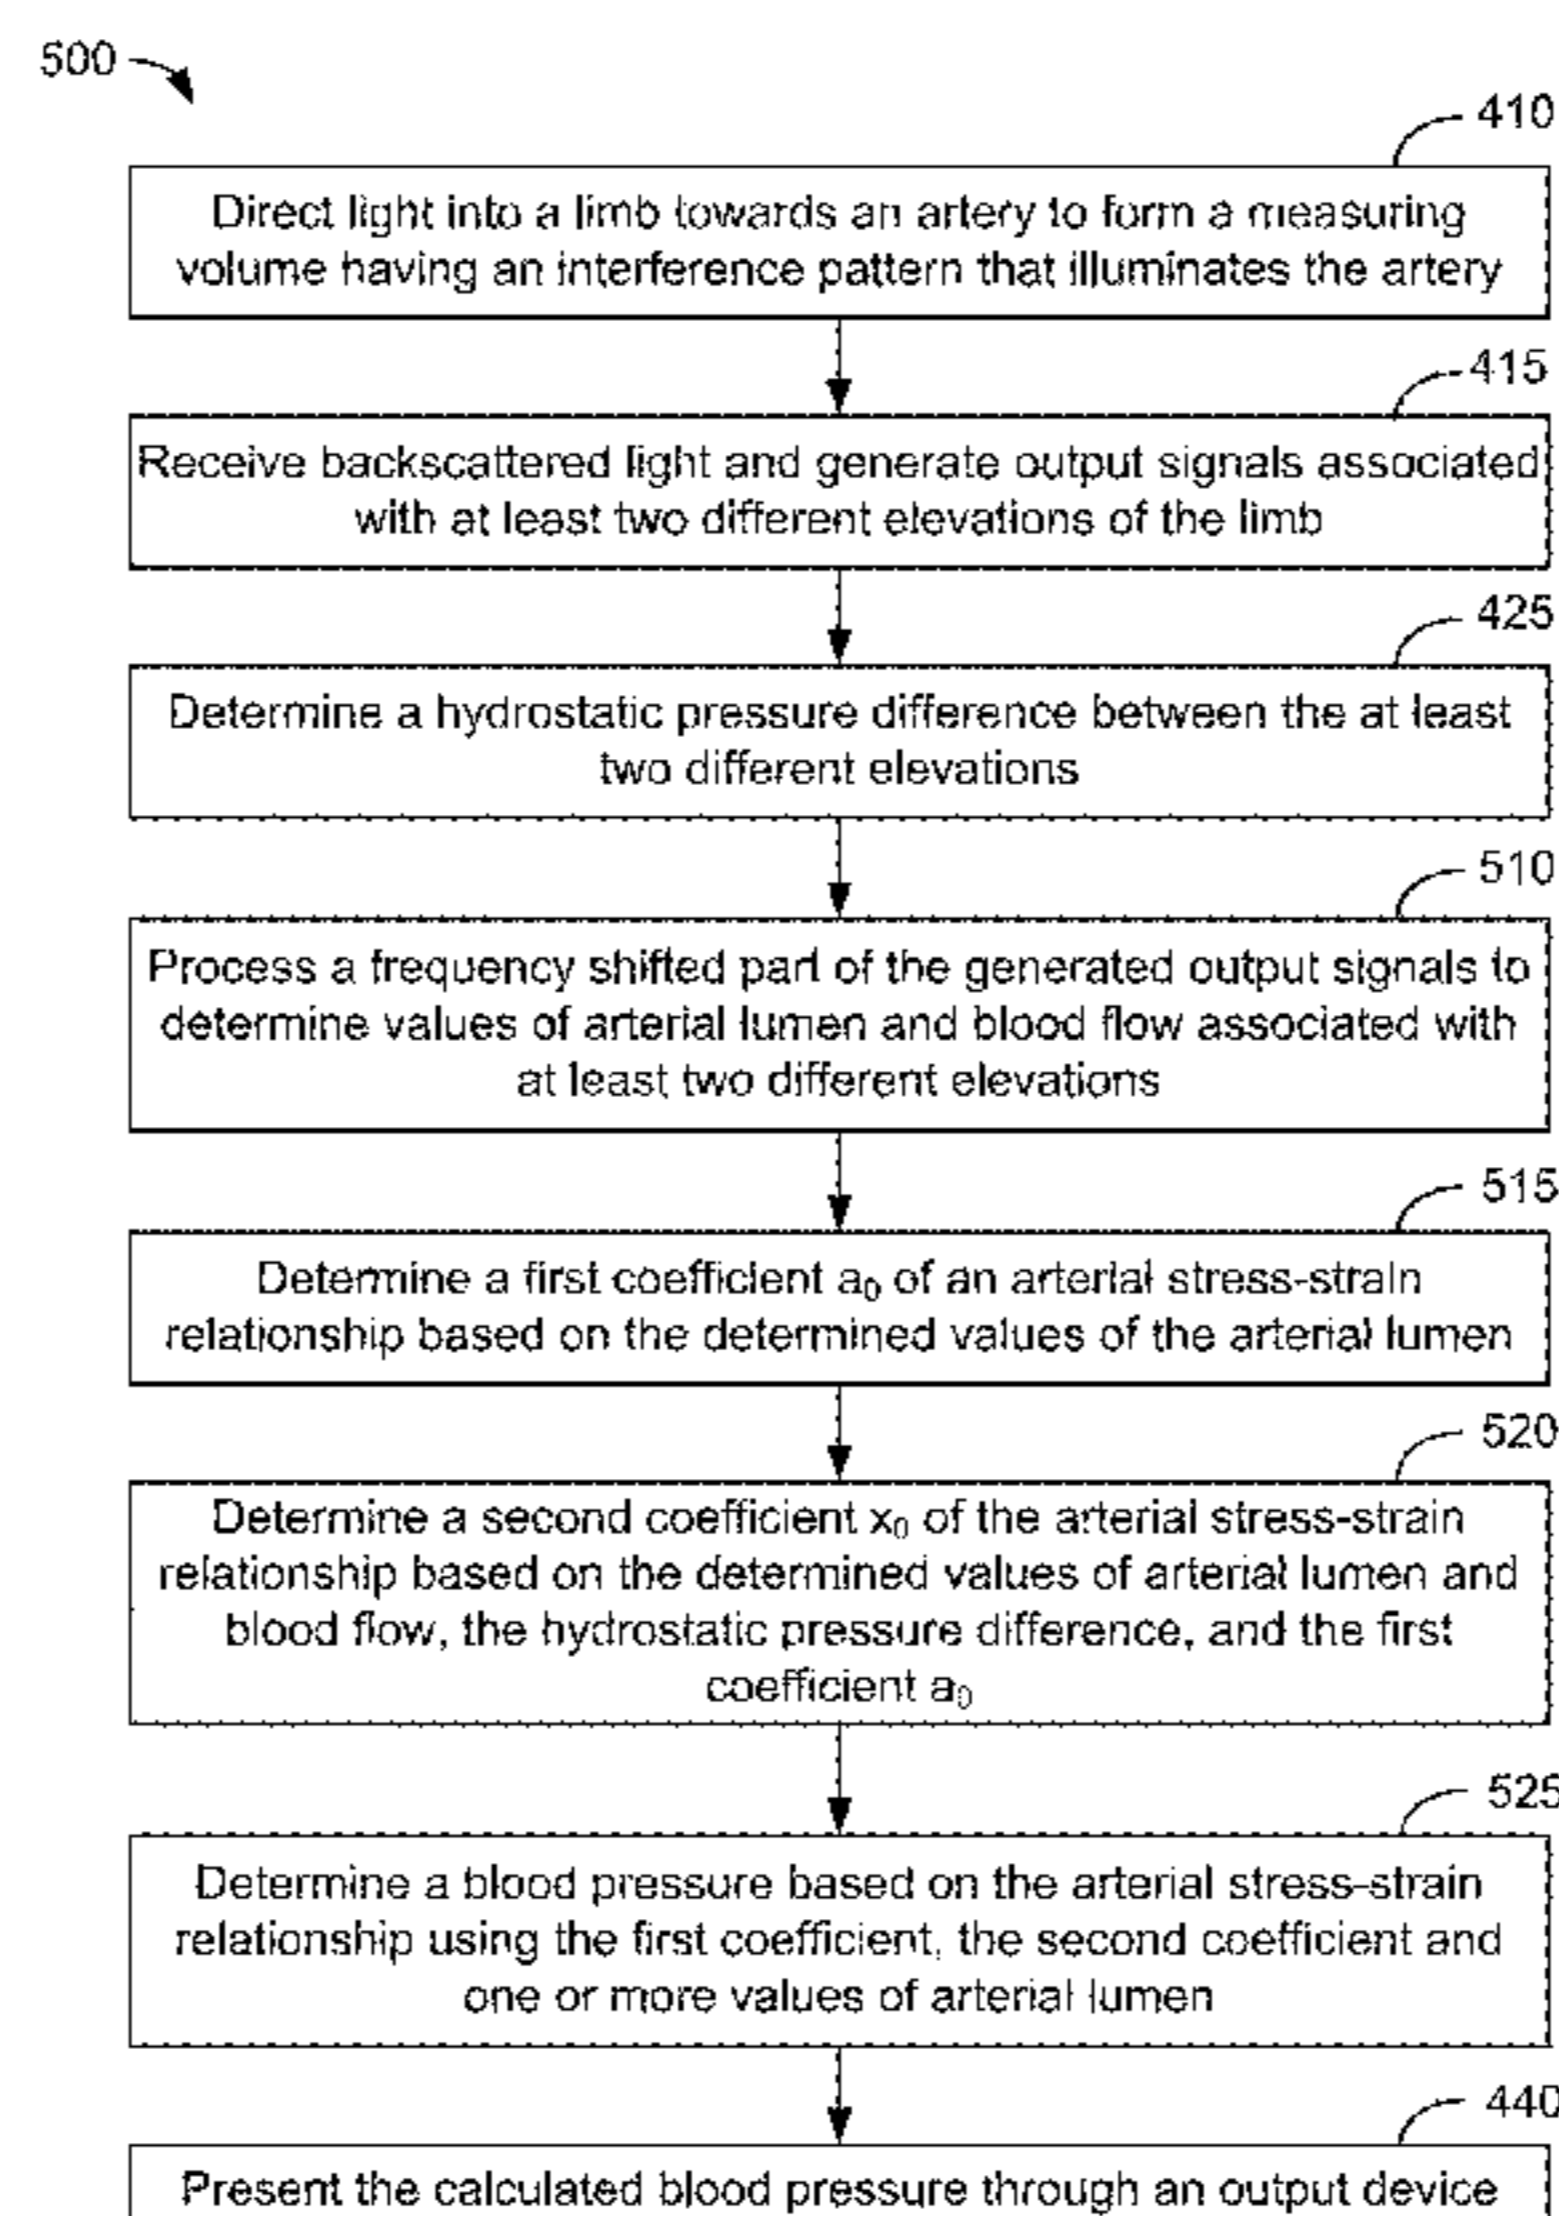 500
410
Direct light into a limb towards an artery to form a measuring
volume having an interference pattern that illuminates the artery
415
Receive backscattered light and generate output signals associated
with at least two different elevations of the limb
425
Determine a hydrostatic pressure difference between the at least
two different elevations
510
Process a frequency shifted part of the generated output signals to
determine values of arterial lumen and blood flow associated with
at least two different elevations
515
Determine a first coefficient a₀ of an arterial stress-strain
relationship based on the determined values of the arterial lumen
520
Determine a second coefficient x₀ of the arterial stress-strain
relationship based on the determined values of arterial lumen and
blood flow, the hydrostatic pressure difference, and the first
coefficient a₀
525
Determine a blood pressure based on the arterial stress-strain
relationship using the first coefficient, the second coefficient and
one or more values of arterial lumen
440
Present the calculated blood pressure through an output device